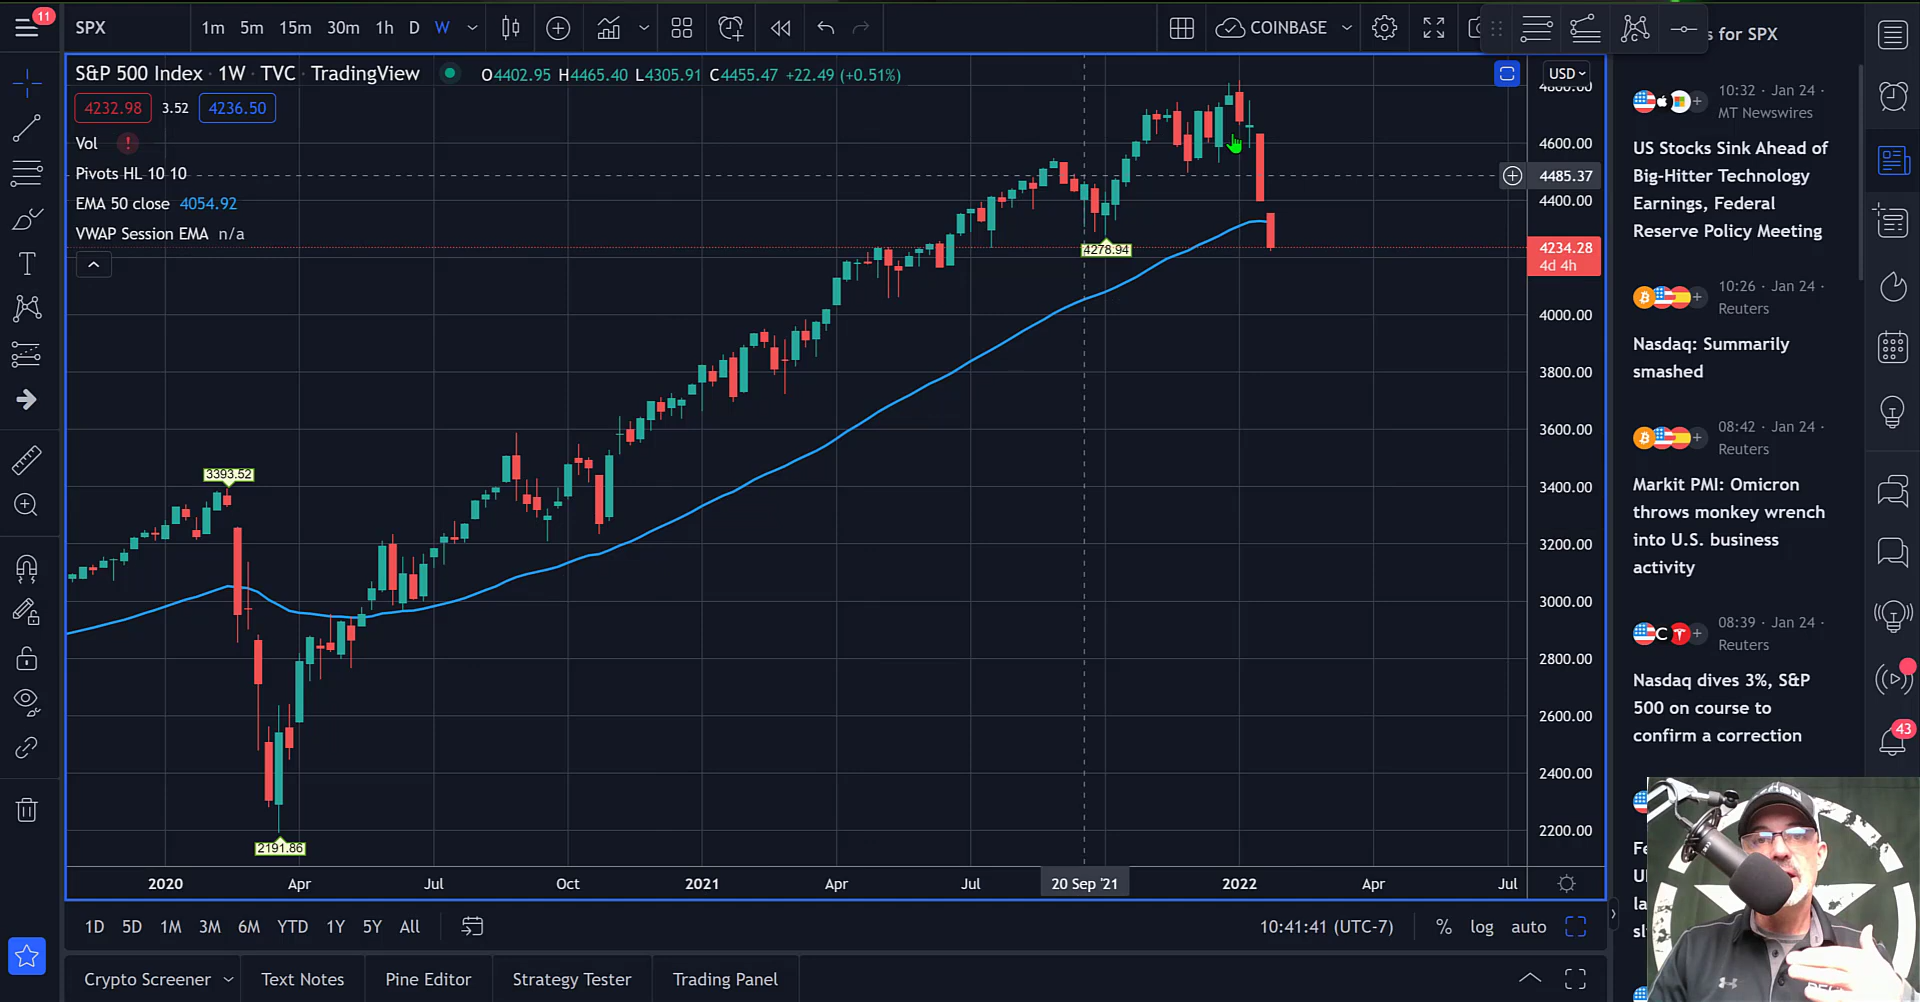 11
SPX
1m 5m 15m 30m 1h D W
COINBASE
s for SPX
S&P 500 Index · 1W · TVC · TradingView
O4402.95 H4465.40 L4305.91 C4455.47 +22.49 (+0.51%)
4232.98 3.52 4236.50
Vol
Pivots HL 10 10
EMA 50 close 4054.92
VWAP Session EMA n/a
USD
4800.00
4600.00
4485.37
4400.00
4234.28
4d 4h
4000.00
3800.00
3600.00
3400.00
3200.00
3000.00
2800.00
2600.00
2400.00
2200.00
4278.94
3393.52
2191.86
2020 Apr Jul Oct 2021 Apr Jul 20 Sep '21 2022 Apr Jul
1D 5D 1M 3M 6M YTD 1Y 5Y All
10:41:41 (UTC-7) % log auto
Crypto Screener Text Notes Pine Editor Strategy Tester Trading Panel
10:32 · Jan 24 ·
MT Newswires
US Stocks Sink Ahead of
Big-Hitter Technology
Earnings, Federal
Reserve Policy Meeting
10:26 · Jan 24 ·
Reuters
Nasdaq: Summarily
smashed
08:42 · Jan 24 ·
Reuters
Markit PMI: Omicron
throws monkey wrench
into U.S. business
activity
08:39 · Jan 24 ·
Reuters
Nasdaq dives 3%, S&P
500 on course to
confirm a correction
43